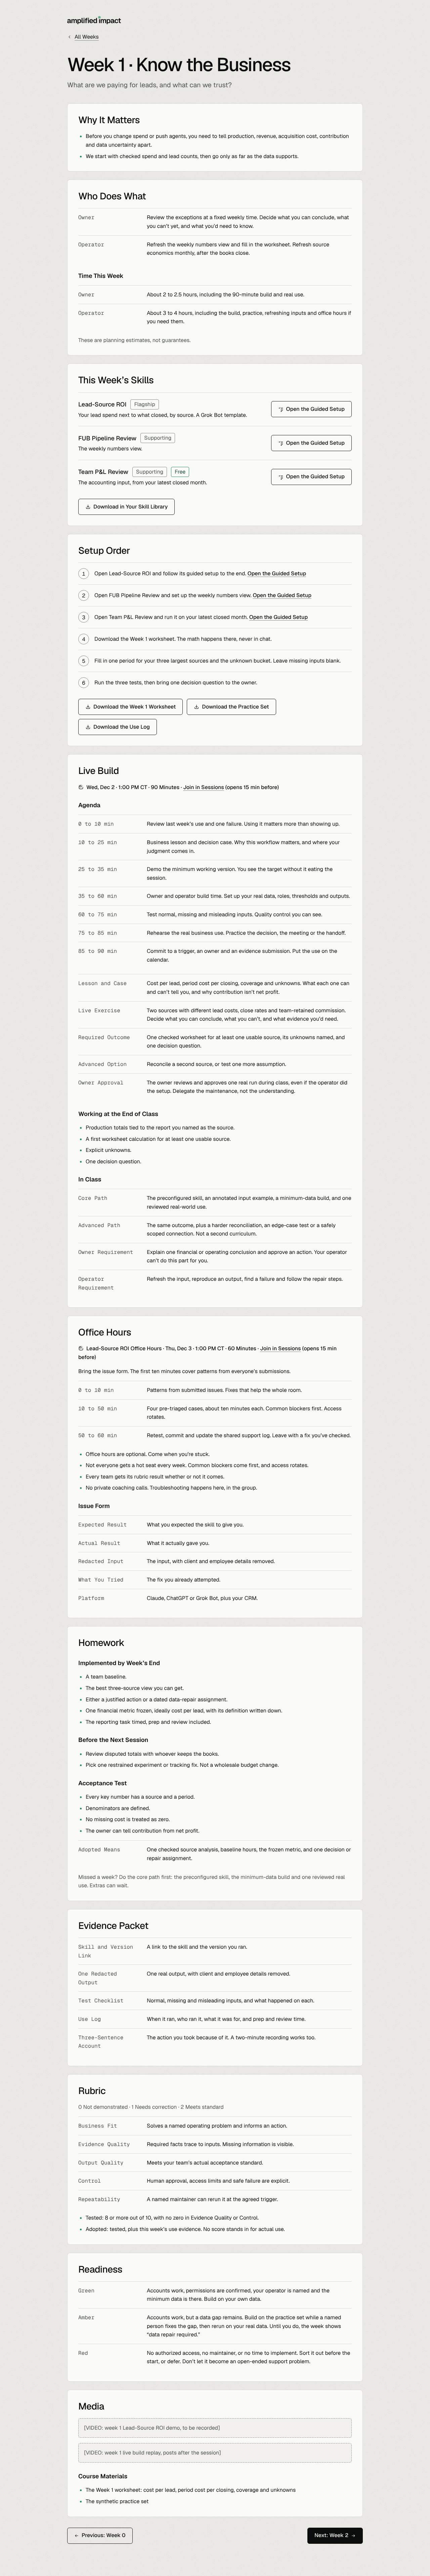 amplified impact
‹ All Weeks
Week 1 · Know the Business
What are we paying for leads, and what can we trust?
Why It Matters
Before you change spend or push agents, you need to tell production, revenue, acquisition cost, contribution
and data uncertainty apart.
We start with checked spend and lead counts, then go only as far as the data supports.
Who Does What
Owner
Review the exceptions at a fixed weekly time. Decide what you can conclude, what
you can't yet, and what you'd need to know.
Operator
Refresh the weekly numbers view and fill in the worksheet. Refresh source
economics monthly, after the books close.
Time This Week
Owner
About 2 to 2.5 hours, including the 90-minute build and real use.
Operator
About 3 to 4 hours, including the build, practice, refreshing inputs and office hours if
you need them.
These are planning estimates, not guarantees.
This Week's Skills
Lead-Source ROI Flagship
Your lead spend next to what closed, by source. A Grok Bot template.
Open the Guided Setup
FUB Pipeline Review Supporting
The weekly numbers view.
Open the Guided Setup
Team P&L Review Supporting Free
The accounting input, from your latest closed month.
Open the Guided Setup
Download in Your Skill Library
Setup Order
1 Open Lead-Source ROI and follow its guided setup to the end. Open the Guided Setup
2 Open FUB Pipeline Review and set up the weekly numbers view. Open the Guided Setup
3 Open Team P&L Review and run it on your latest closed month. Open the Guided Setup
4 Download the Week 1 worksheet. The math happens there, never in chat.
5 Fill in one period for your three largest sources and the unknown bucket. Leave missing inputs blank.
6 Run the three tests, then bring one decision question to the owner.
Download the Week 1 Worksheet
Download the Practice Set
Download the Use Log
Live Build
Wed, Dec 2 · 1:00 PM CT · 90 Minutes · Join in Sessions (opens 15 min before)
Agenda
0 to 10 min
Review last week's use and one failure. Using it matters more than showing up.
10 to 25 min
Business lesson and decision case. Why this workflow matters, and where your
judgment comes in.
25 to 35 min
Demo the minimum working version. You see the target without it eating the
session.
35 to 60 min
Owner and operator build time. Set up your real data, roles, thresholds and outputs.
60 to 75 min
Test normal, missing and misleading inputs. Quality control you can see.
75 to 85 min
Rehearse the real business use. Practice the decision, the meeting or the handoff.
85 to 90 min
Commit to a trigger, an owner and an evidence submission. Put the use on the
calendar.
Lesson and Case
Cost per lead, period cost per closing, coverage and unknowns. What each one can
and can't tell you, and why contribution isn't net profit.
Live Exercise
Two sources with different lead costs, close rates and team-retained commission.
Decide what you can conclude, what you can't, and what evidence you'd need.
Required Outcome
One checked worksheet for at least one usable source, its unknowns named, and
one decision question.
Advanced Option
Reconcile a second source, or test one more assumption.
Owner Approval
The owner reviews and approves one real run during class, even if the operator did
the setup. Delegate the maintenance, not the understanding.
Working at the End of Class
Production totals tied to the report you named as the source.
A first worksheet calculation for at least one usable source.
Explicit unknowns.
One decision question.
In Class
Core Path
The preconfigured skill, an annotated input example, a minimum-data build, and one
reviewed real-world use.
Advanced Path
The same outcome, plus a harder reconciliation, an edge-case test or a safely
scoped connection. Not a second curriculum.
Owner Requirement
Explain one financial or operating conclusion and approve an action. Your operator
can't do this part for you.
Operator
Requirement
Refresh the input, reproduce an output, find a failure and follow the repair steps.
Office Hours
Lead-Source ROI Office Hours · Thu, Dec 3 · 1:00 PM CT · 60 Minutes · Join in Sessions (opens 15 min
before)
Bring the issue form. The first ten minutes cover patterns from everyone's submissions.
0 to 10 min
Patterns from submitted issues. Fixes that help the whole room.
10 to 50 min
Four pre-triaged cases, about ten minutes each. Common blockers first. Access
rotates.
50 to 60 min
Retest, commit and update the shared support log. Leave with a fix you've checked.
Office hours are optional. Come when you're stuck.
Not everyone gets a hot seat every week. Common blockers come first, and access rotates.
Every team gets its rubric result whether or not it comes.
No private coaching calls. Troubleshooting happens here, in the group.
Issue Form
Expected Result
What you expected the skill to give you.
Actual Result
What it actually gave you.
Redacted Input
The input, with client and employee details removed.
What You Tried
The fix you already attempted.
Platform
Claude, ChatGPT or Grok Bot, plus your CRM.
Homework
Implemented by Week's End
A team baseline.
The best three-source view you can get.
Either a justified action or a dated data-repair assignment.
One financial metric frozen, ideally cost per lead, with its definition written down.
The reporting task timed, prep and review included.
Before the Next Session
Review disputed totals with whoever keeps the books.
Pick one restrained experiment or tracking fix. Not a wholesale budget change.
Acceptance Test
Every key number has a source and a period.
Denominators are defined.
No missing cost is treated as zero.
The owner can tell contribution from net profit.
Adopted Means
One checked source analysis, baseline hours, the frozen metric, and one decision or
repair assignment.
Missed a week? Do the core path first: the preconfigured skill, the minimum-data build and one reviewed real
use. Extras can wait.
Evidence Packet
Skill and Version
Link
A link to the skill and the version you ran.
One Redacted
Output
One real output, with client and employee details removed.
Test Checklist
Normal, missing and misleading inputs, and what happened on each.
Use Log
When it ran, who ran it, what it was for, and prep and review time.
Three-Sentence
Account
The action you took because of it. A two-minute recording works too.
Rubric
0 Not demonstrated · 1 Needs correction · 2 Meets standard
Business Fit
Solves a named operating problem and informs an action.
Evidence Quality
Required facts trace to inputs. Missing information is visible.
Output Quality
Meets your team's actual acceptance standard.
Control
Human approval, access limits and safe failure are explicit.
Repeatability
A named maintainer can rerun it at the agreed trigger.
Tested: 8 or more out of 10, with no zero in Evidence Quality or Control.
Adopted: tested, plus this week's use evidence. No score stands in for actual use.
Readiness
Green
Accounts work, permissions are confirmed, your operator is named and the
minimum data is there. Build on your own data.
Amber
Accounts work, but a data gap remains. Build on the practice set while a named
person fixes the gap, then rerun on your real data. Until you do, the week shows
"data repair required."
Red
No authorized access, no maintainer, or no time to implement. Sort it out before the
start, or defer. Don't let it become an open-ended support problem.
Media
[VIDEO: week 1 Lead-Source ROI demo, to be recorded]
[VIDEO: week 1 live build replay, posts after the session]
Course Materials
The Week 1 worksheet: cost per lead, period cost per closing, coverage and unknowns
The synthetic practice set
← Previous: Week 0
Next: Week 2 →